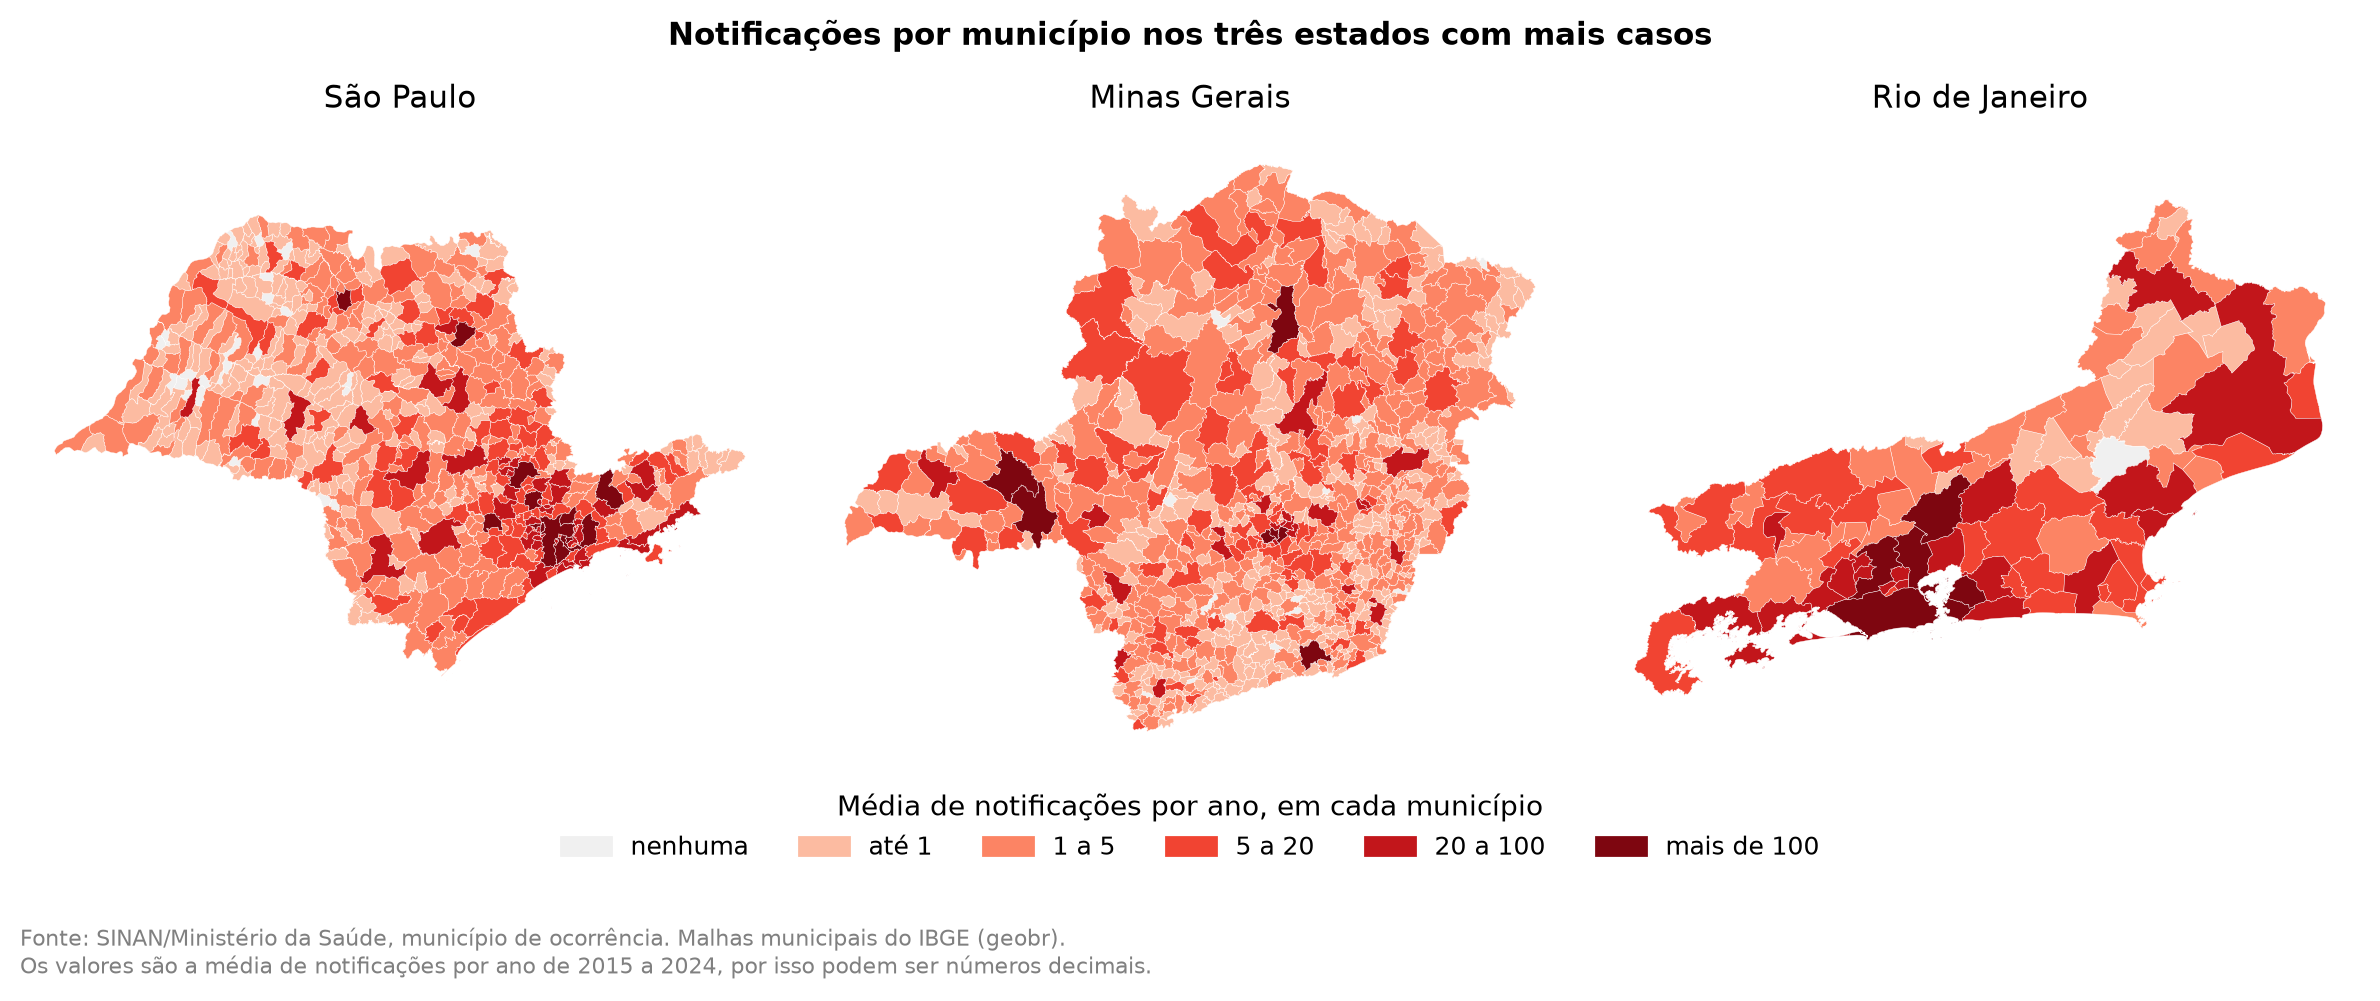 Notificações por município nos três estados com mais casos
São Paulo
Minas Gerais
Rio de Janeiro
Média de notificações por ano, em cada município
nenhuma
até 1
1 a 5
5 a 20
20 a 100
mais de 100
Fonte: SINAN/Ministério da Saúde, município de ocorrência. Malhas municipais do IBGE (geobr).
Os valores são a média de notificações por ano de 2015 a 2024, por isso podem ser números decimais.